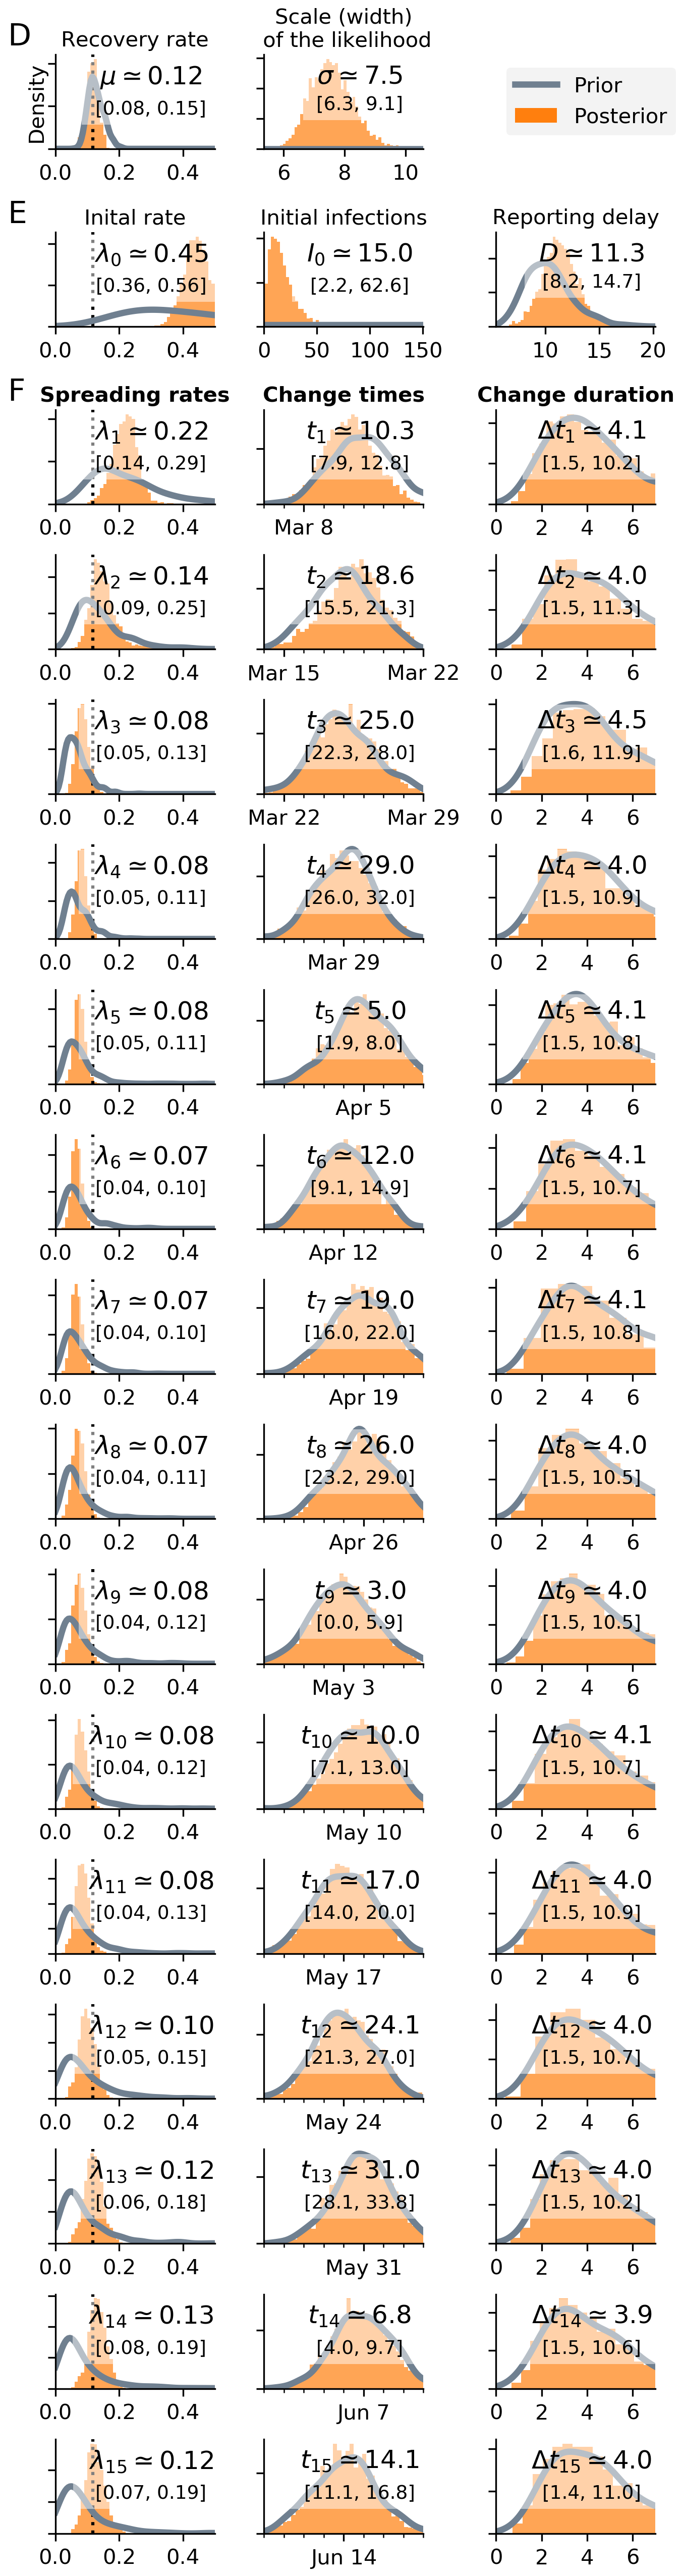 D
Recovery rate
Scale (width)
of the likelihood
Density
μ ≃ 0.12
[0.08, 0.15]
0.0 0.2 0.4
σ ≃ 7.5
[6.3, 9.1]
6 8 10
Prior
Posterior
E
Inital rate
Initial infections
Reporting delay
λ0 ≃ 0.45
[0.36, 0.56]
0.0 0.2 0.4
I0 ≃ 15.0
[2.2, 62.6]
0 50 100 150
D ≃ 11.3
[8.2, 14.7]
10 15 20
F
Spreading rates
Change times
Change duration
λ1 ≃ 0.22
[0.14, 0.29]
0.0 0.2 0.4
t1 ≃ 10.3
[7.9, 12.8]
Mar 8
Δt1 ≃ 4.1
[1.5, 10.2]
0 2 4 6
λ2 ≃ 0.14
[0.09, 0.25]
0.0 0.2 0.4
t2 ≃ 18.6
[15.5, 21.3]
Mar 15 Mar 22
Δt2 ≃ 4.0
[1.5, 11.3]
0 2 4 6
λ3 ≃ 0.08
[0.05, 0.13]
0.0 0.2 0.4
t3 ≃ 25.0
[22.3, 28.0]
Mar 22 Mar 29
Δt3 ≃ 4.5
[1.6, 11.9]
0 2 4 6
λ4 ≃ 0.08
[0.05, 0.11]
0.0 0.2 0.4
t4 ≃ 29.0
[26.0, 32.0]
Mar 29
Δt4 ≃ 4.0
[1.5, 10.9]
0 2 4 6
λ5 ≃ 0.08
[0.05, 0.11]
0.0 0.2 0.4
t5 ≃ 5.0
[1.9, 8.0]
Apr 5
Δt5 ≃ 4.1
[1.5, 10.8]
0 2 4 6
λ6 ≃ 0.07
[0.04, 0.10]
0.0 0.2 0.4
t6 ≃ 12.0
[9.1, 14.9]
Apr 12
Δt6 ≃ 4.1
[1.5, 10.7]
0 2 4 6
λ7 ≃ 0.07
[0.04, 0.10]
0.0 0.2 0.4
t7 ≃ 19.0
[16.0, 22.0]
Apr 19
Δt7 ≃ 4.1
[1.5, 10.8]
0 2 4 6
λ8 ≃ 0.07
[0.04, 0.11]
0.0 0.2 0.4
t8 ≃ 26.0
[23.2, 29.0]
Apr 26
Δt8 ≃ 4.0
[1.5, 10.5]
0 2 4 6
λ9 ≃ 0.08
[0.04, 0.12]
0.0 0.2 0.4
t9 ≃ 3.0
[0.0, 5.9]
May 3
Δt9 ≃ 4.0
[1.5, 10.5]
0 2 4 6
λ10 ≃ 0.08
[0.04, 0.12]
0.0 0.2 0.4
t10 ≃ 10.0
[7.1, 13.0]
May 10
Δt10 ≃ 4.1
[1.5, 10.7]
0 2 4 6
λ11 ≃ 0.08
[0.04, 0.13]
0.0 0.2 0.4
t11 ≃ 17.0
[14.0, 20.0]
May 17
Δt11 ≃ 4.0
[1.5, 10.9]
0 2 4 6
λ12 ≃ 0.10
[0.05, 0.15]
0.0 0.2 0.4
t12 ≃ 24.1
[21.3, 27.0]
May 24
Δt12 ≃ 4.0
[1.5, 10.7]
0 2 4 6
λ13 ≃ 0.12
[0.06, 0.18]
0.0 0.2 0.4
t13 ≃ 31.0
[28.1, 33.8]
May 31
Δt13 ≃ 4.0
[1.5, 10.2]
0 2 4 6
λ14 ≃ 0.13
[0.08, 0.19]
0.0 0.2 0.4
t14 ≃ 6.8
[4.0, 9.7]
Jun 7
Δt14 ≃ 3.9
[1.5, 10.6]
0 2 4 6
λ15 ≃ 0.12
[0.07, 0.19]
0.0 0.2 0.4
t15 ≃ 14.1
[11.1, 16.8]
Jun 14
Δt15 ≃ 4.0
[1.4, 11.0]
0 2 4 6